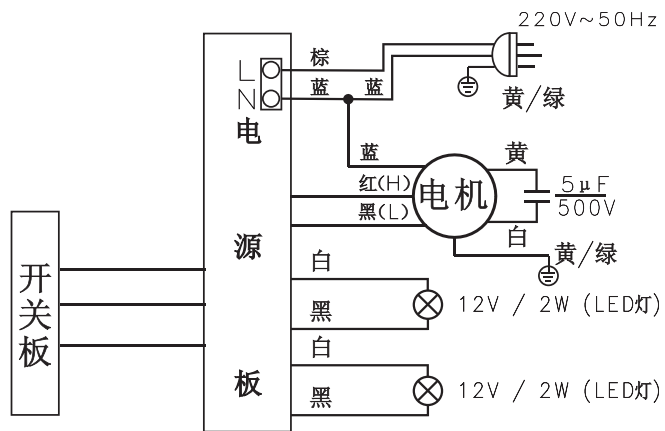 220V～50Hz
棕
L
蓝 蓝
N
黄/绿
电源板
蓝
黄
红(H)
电机
5μF
500V
黑(L)
白
黄/绿
开关板
白
12V / 2W (LED灯)
黑
白
12V / 2W (LED灯)
黑